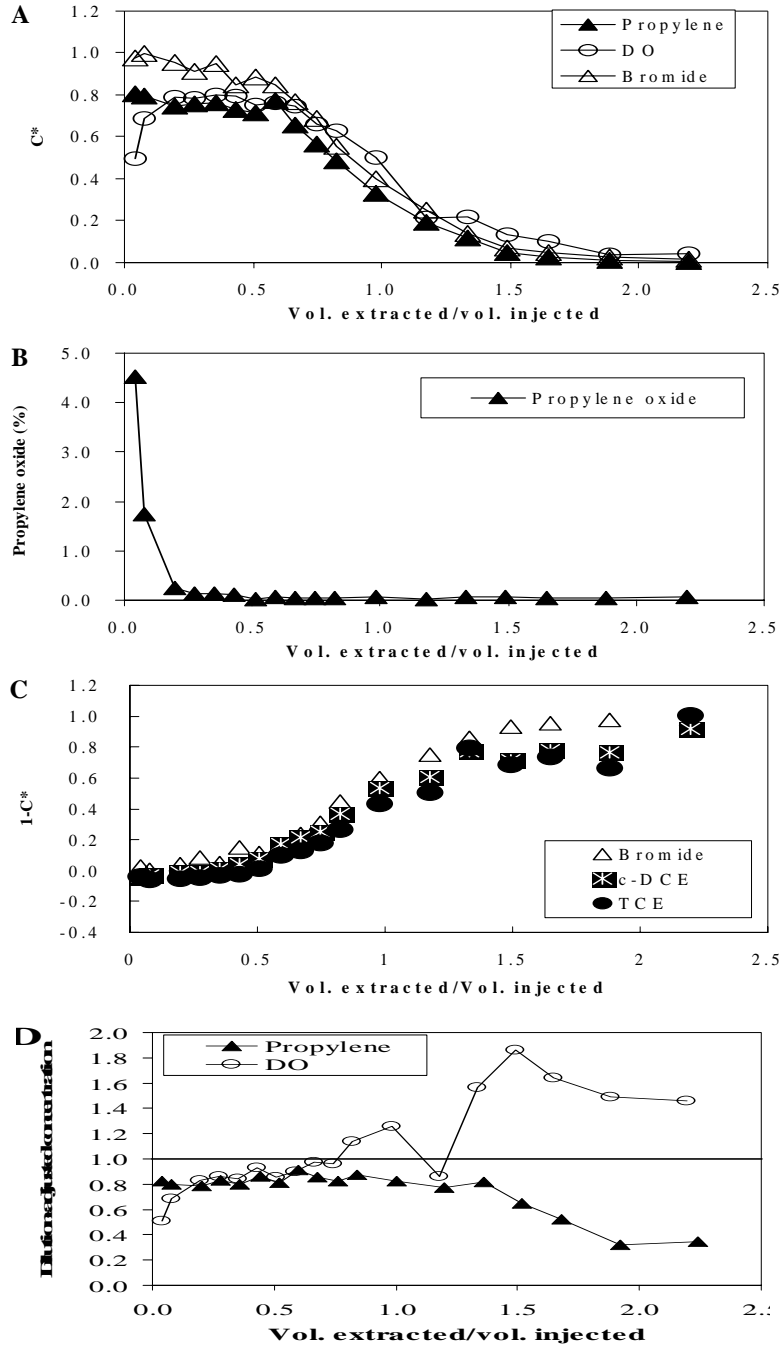 A
Propylene
DO
Bromide
1.2
1.0
0.8
0.6
0.4
0.2
0.0
C*
0.0 0.5 1.0 1.5 2.0 2.5
Vol. extracted/vol. injected
B
Propylene oxide
5.0
4.0
3.0
2.0
1.0
0.0
Propylene oxide (%)
0.0 0.5 1.0 1.5 2.0 2.5
Vol. extracted/vol. injected
C
1.2
1.0
0.8
0.6
0.4
0.2
0.0
-0.2
-0.4
1-C*
Bromide
c-DCE
TCE
0 0.5 1 1.5 2 2.5
Vol. extracted/Vol. injected
D
Propylene
DO
2.0
1.8
1.6
1.4
1.2
1.0
0.8
0.6
0.4
0.2
0.0
0.0 0.5 1.0 1.5 2.0 2.
Vol. extracted/vol. injected